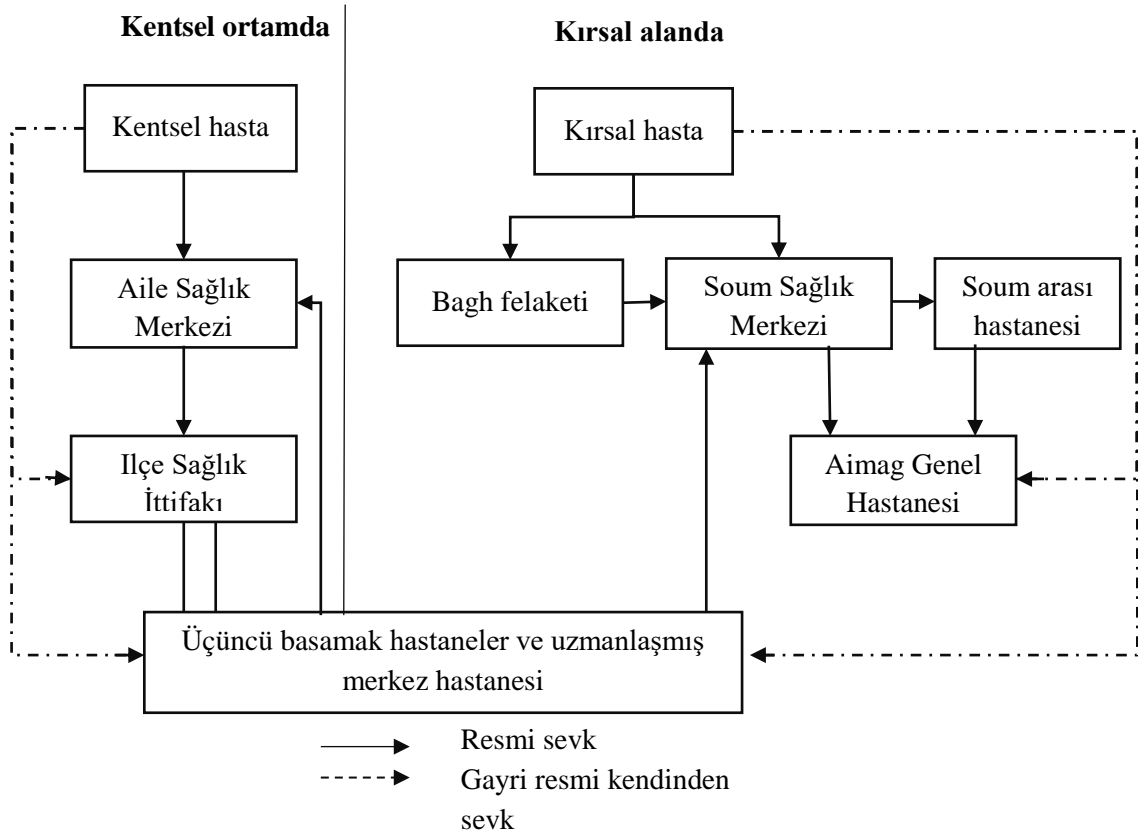 Kentsel ortamda
Kırsal alanda
Kentsel hasta
Kırsal hasta
Aile Sağlık
Merkezi
Bagh felaketi
Soum Sağlık
Merkezi
Soum arası
hastanesi
Ilçe Sağlık
İttifakı
Aimag Genel
Hastanesi
Üçüncü basamak hastaneler ve uzmanlaşmış
merkez hastanesi
Resmi sevk
Gayri resmi kendinden
sevk